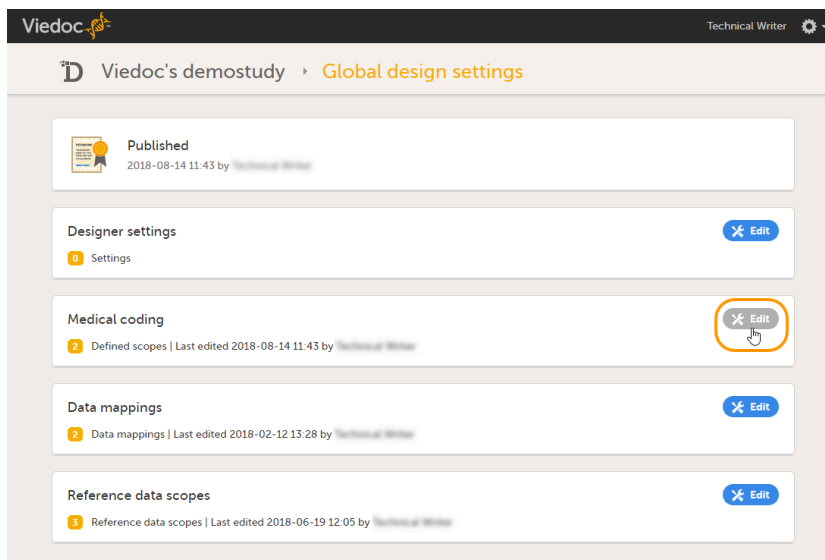 Viedoc
Technical Writer
Viedoc's demostudy Global design settings
Published
2018-08-14 11:43 by
Designer settings
Edit
0 Settings
Medical coding
Edit
2 Defined scopes | Last edited 2018-08-14 11:43 by
Data mappings
Edit
2 Data mappings | Last edited 2018-02-12 13:28 by
Reference data scopes
Edit
3 Reference data scopes | Last edited 2018-06-19 12:05 by